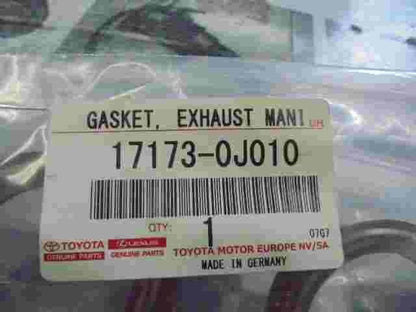 GASKET, EXHAUST MANI
17173-0J010
QTY: 1
0707
TOYOTA LEXUS TOYOTA MOTOR EUROPE NV/SA
GENUINE PARTS GENUINE PARTS
MADE IN GERMANY